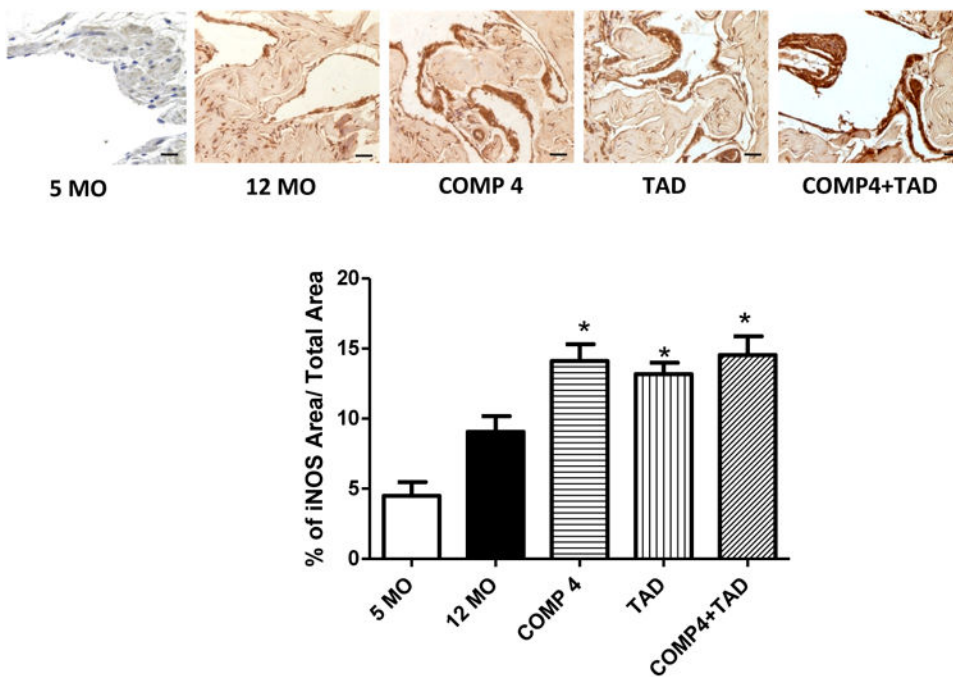 5 MO 12 MO COMP 4 TAD COMP4+TAD
% of iNOS Area/ Total Area
20
15
10
5
0
* * *
5 MO 12 MO COMP 4 TAD COMP4+TAD